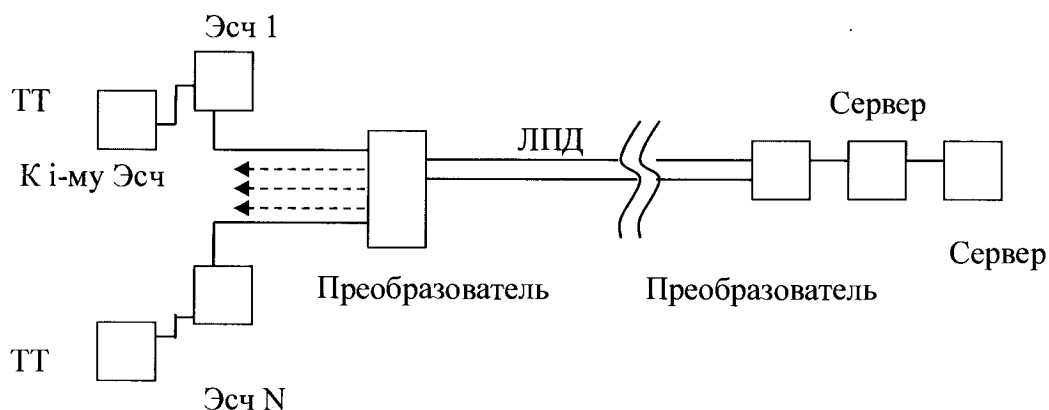 Эсч 1
ТТ
Сервер
ЛПД
К i-му Эсч
Сервер
Преобразователь
Преобразователь
ТТ
Эсч N